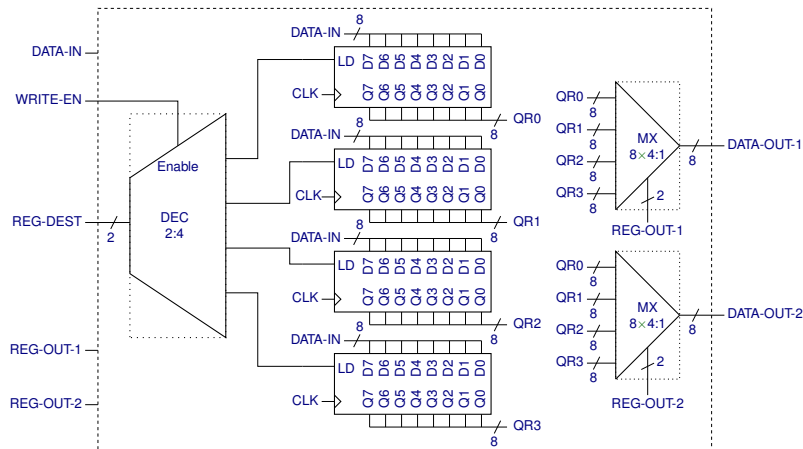 DATA-IN
WRITE-EN
REG-DEST
2
REG-OUT-1
REG-OUT-2
Enable
DEC
2:4
DATA-IN 8
LD D7 D6 D5 D4 D3 D2 D1 D0
CLK Q7 Q6 Q5 Q4 Q3 Q2 Q1 Q0
8 QR0
DATA-IN 8
LD D7 D6 D5 D4 D3 D2 D1 D0
CLK Q7 Q6 Q5 Q4 Q3 Q2 Q1 Q0
8 QR1
DATA-IN 8
LD D7 D6 D5 D4 D3 D2 D1 D0
CLK Q7 Q6 Q5 Q4 Q3 Q2 Q1 Q0
8 QR2
DATA-IN 8
LD D7 D6 D5 D4 D3 D2 D1 D0
CLK Q7 Q6 Q5 Q4 Q3 Q2 Q1 Q0
8 QR3
QR0 8
QR1 8
QR2 8
QR3 8
MX
8×4:1
2
REG-OUT-1
8 DATA-OUT-1
QR0 8
QR1 8
QR2 8
QR3 8
MX
8×4:1
2
REG-OUT-2
8 DATA-OUT-2